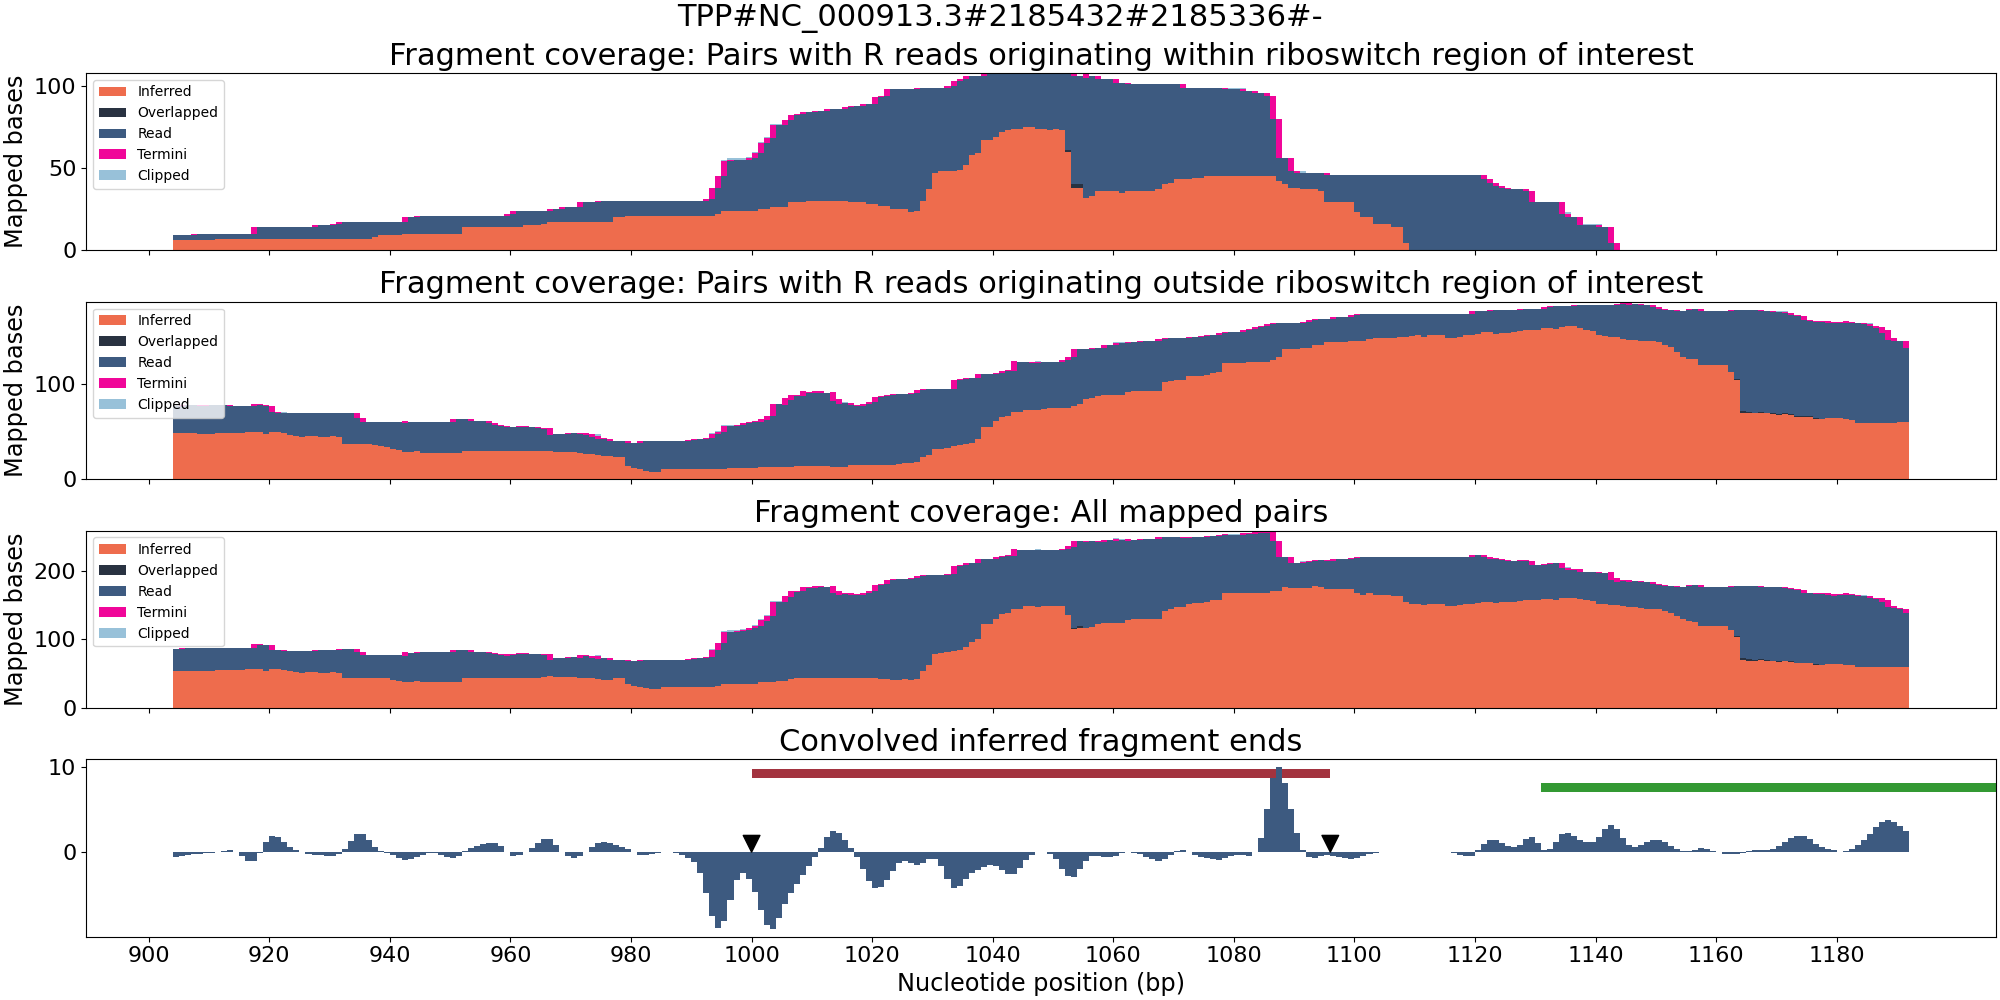 TPP#NC_000913.3#2185432#2185336#-
Fragment coverage: Pairs with R reads originating within riboswitch region of interest
Mapped bases
100
50
0
Inferred
Overlapped
Read
Termini
Clipped
Fragment coverage: Pairs with R reads originating outside riboswitch region of interest
Mapped bases
100
0
Inferred
Overlapped
Read
Termini
Clipped
Fragment coverage: All mapped pairs
Mapped bases
200
100
0
Inferred
Overlapped
Read
Termini
Clipped
Convolved inferred fragment ends
10
0
900 920 940 960 980 1000 1020 1040 1060 1080 1100 1120 1140 1160 1180
Nucleotide position (bp)